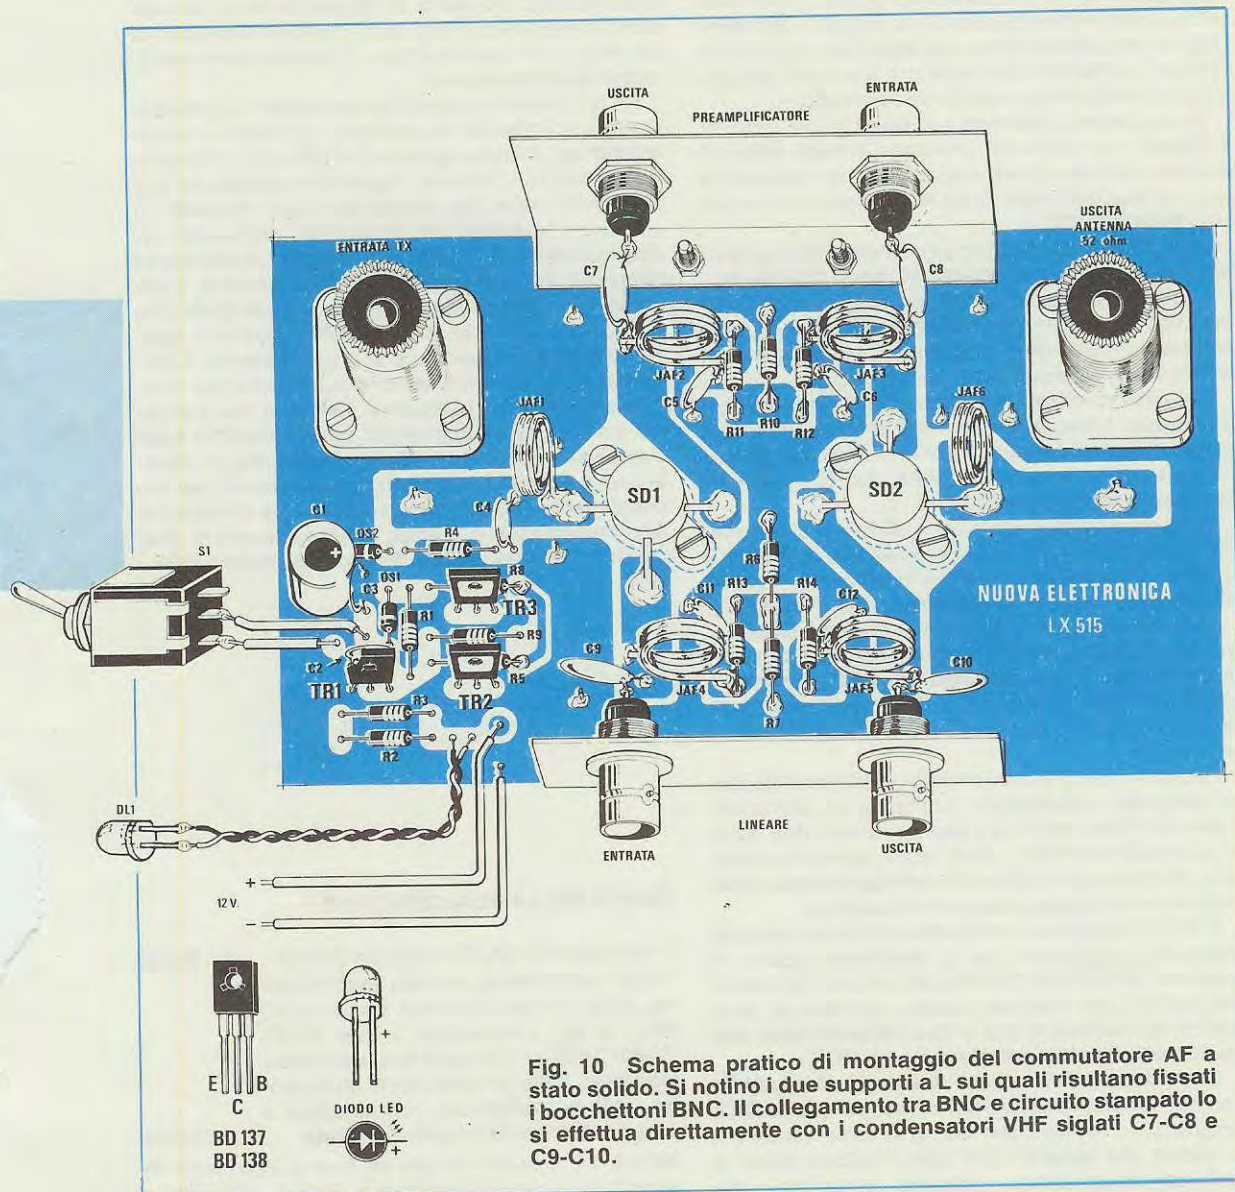 USCITA
ENTRATA
PREAMPLIFICATORE
ENTRATA TX
USCITA
ANTENNA
52 ohm
C7
C8
JAF2
JAF3
C5
C6
R11
R10
R12
JAF1
JAF6
SD1
SD2
C4
C1
DS2
R4
S1
C3
DS1
R1
R8
TR3
R9
C2
TR1
TR2
R5
R3
R2
R6
C11
R13
R14
C12
C9
C10
JAF4
JAF5
R7
NUOVA ELETTRONICA
LX 515
DL1
LINEARE
ENTRATA
USCITA
+
12 V.
–
E
B
C
BD 137
BD 138
+
DIODO LED
+
Fig. 10 Schema pratico di montaggio del commutatore AF a
stato solido. Si notino i due supporti a L sui quali risultano fissati
i bocchettoni BNC. Il collegamento tra BNC e circuito stampato lo
si effettua direttamente con i condensatori VHF siglati C7-C8 e
C9-C10.